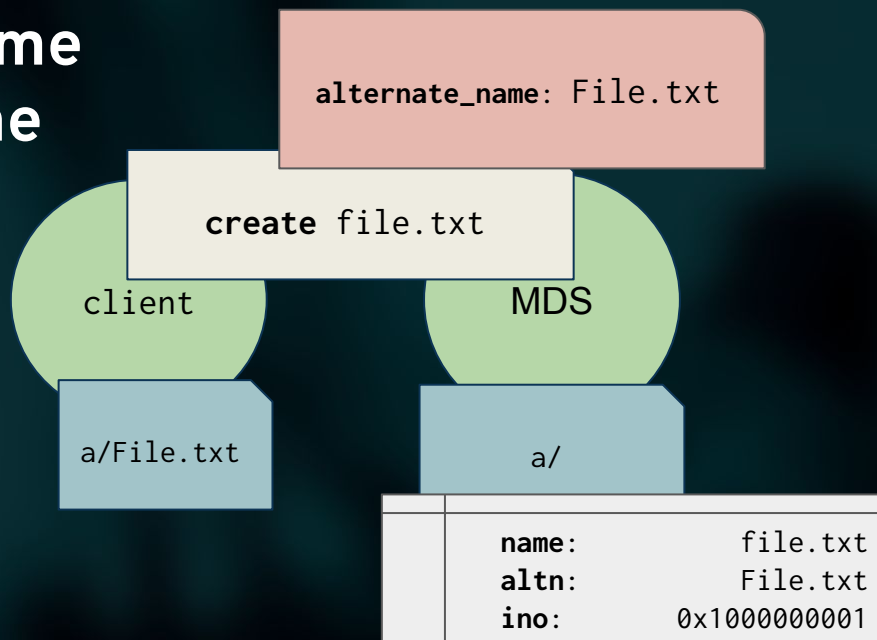 me
ne
alternate_name: File.txt
create file.txt
client
MDS
a/File.txt
a/
name: file.txt
altn: File.txt
ino: 0x1000000001